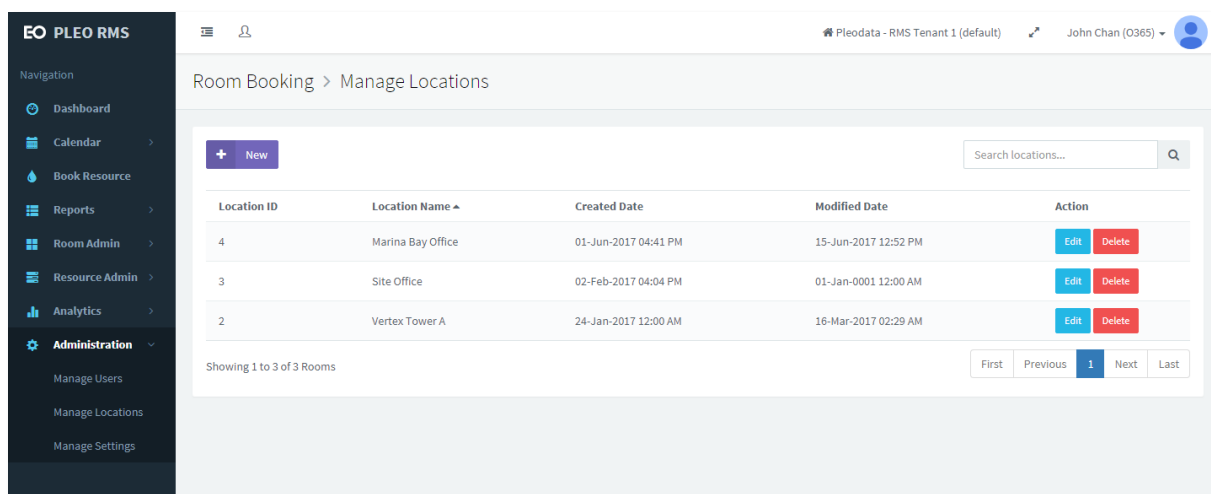 EO PLEO RMS
Pleodata - RMS Tenant 1 (default) John Chan (O365)
Navigation
Dashboard
Calendar
Book Resource
Reports
Room Admin
Resource Admin
Analytics
Administration
Manage Users
Manage Locations
Manage Settings
Room Booking > Manage Locations
+ New
Search locations...
Location ID Location Name Created Date Modified Date Action
4 Marina Bay Office 01-Jun-2017 04:41 PM 15-Jun-2017 12:52 PM Edit Delete
3 Site Office 02-Feb-2017 04:04 PM 01-Jan-0001 12:00 AM Edit Delete
2 Vertex Tower A 24-Jan-2017 12:00 AM 16-Mar-2017 02:29 AM Edit Delete
Showing 1 to 3 of 3 Rooms
First Previous 1 Next Last